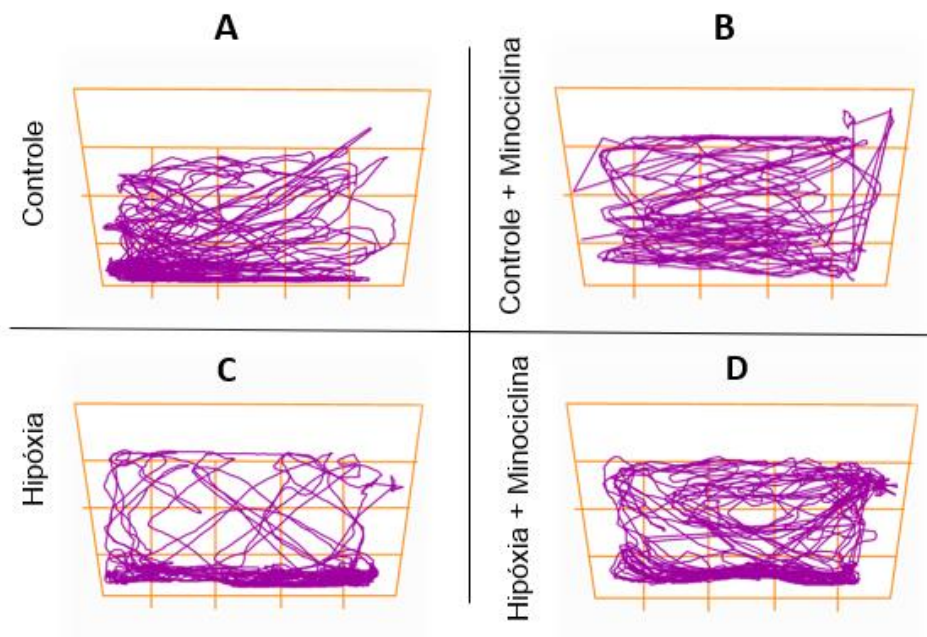 A
Controle
B
Controle + Minociclina
C
Hipóxia
D
Hipóxia + Minociclina